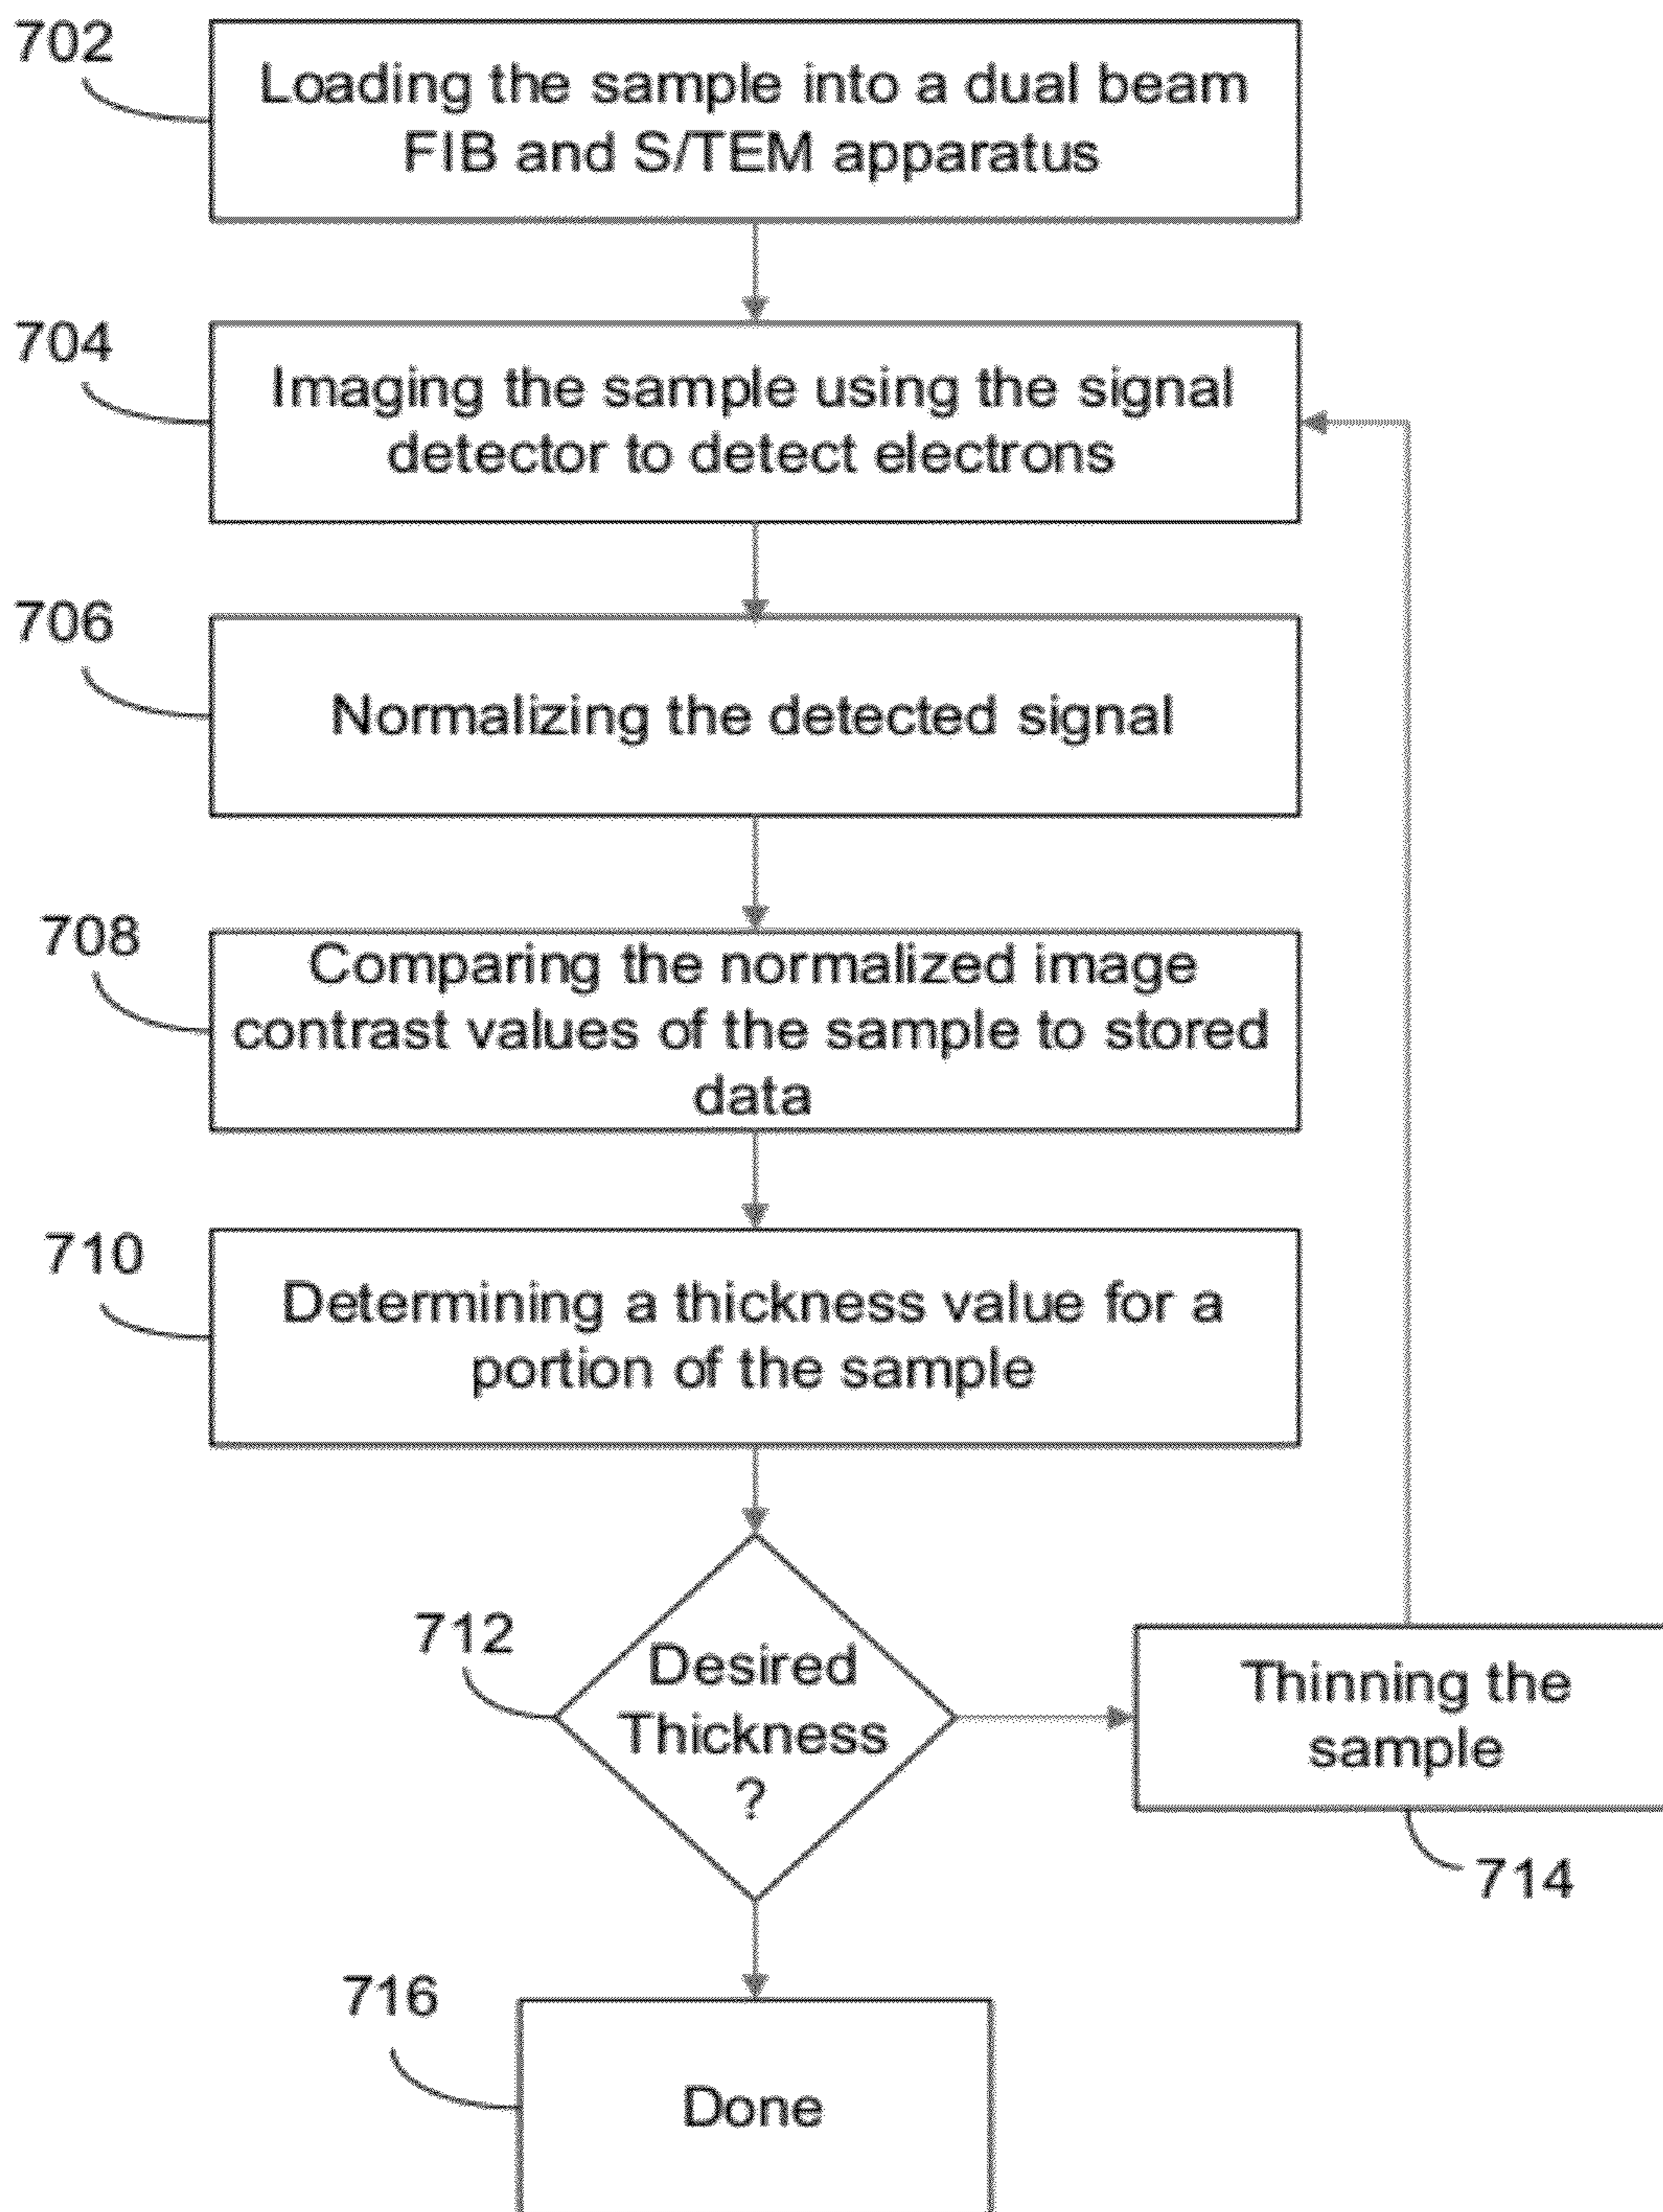 702
Loading the sample into a dual beam
FIB and S/TEM apparatus
704
Imaging the sample using the signal
detector to detect electrons
706
Normalizing the detected signal
708
Comparing the normalized image
contrast values of the sample to stored
data
710
Determining a thickness value for a
portion of the sample
712
Desired
Thickness
?
Thinning the
sample
714
716
Done